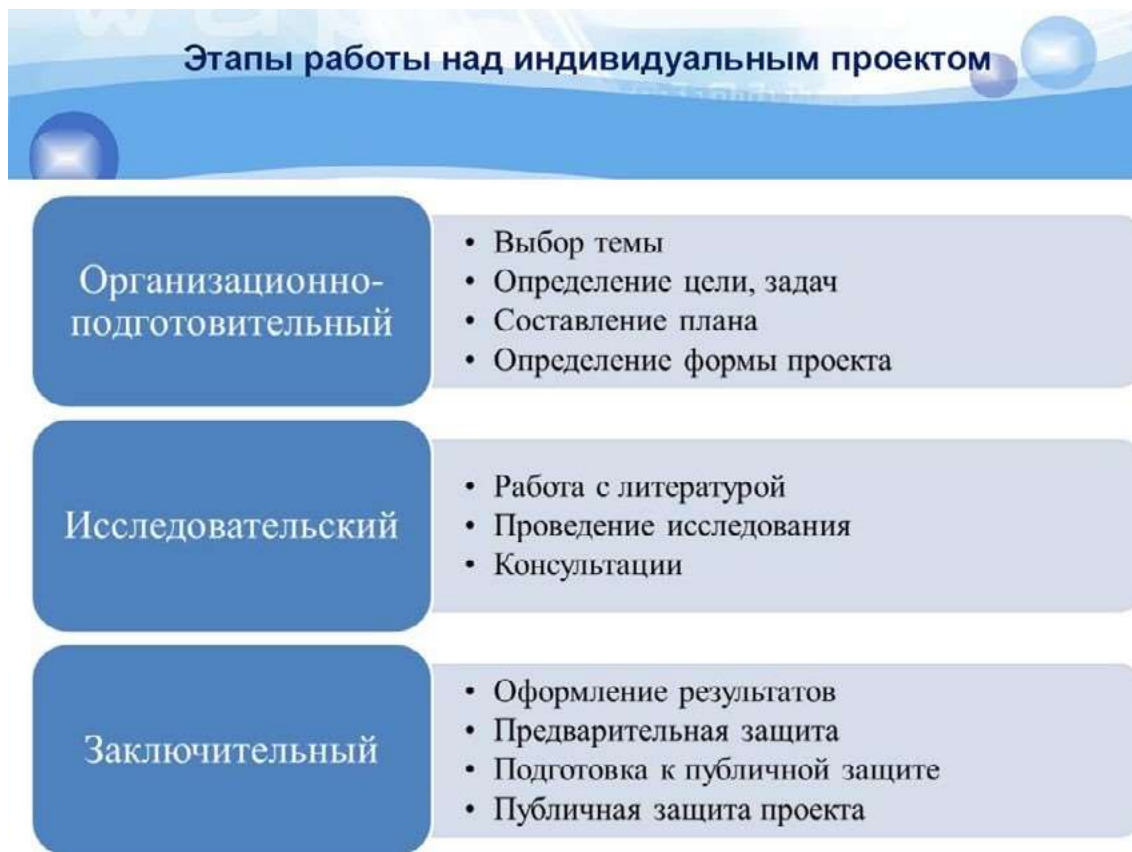 Этапы работы над индивидуальным проектом
Организационно-
подготовительный
• Выбор темы
• Определение цели, задач
• Составление плана
• Определение формы проекта
Исследовательский
• Работа с литературой
• Проведение исследования
• Консультации
Заключительный
• Оформление результатов
• Предварительная защита
• Подготовка к публичной защите
• Публичная защита проекта